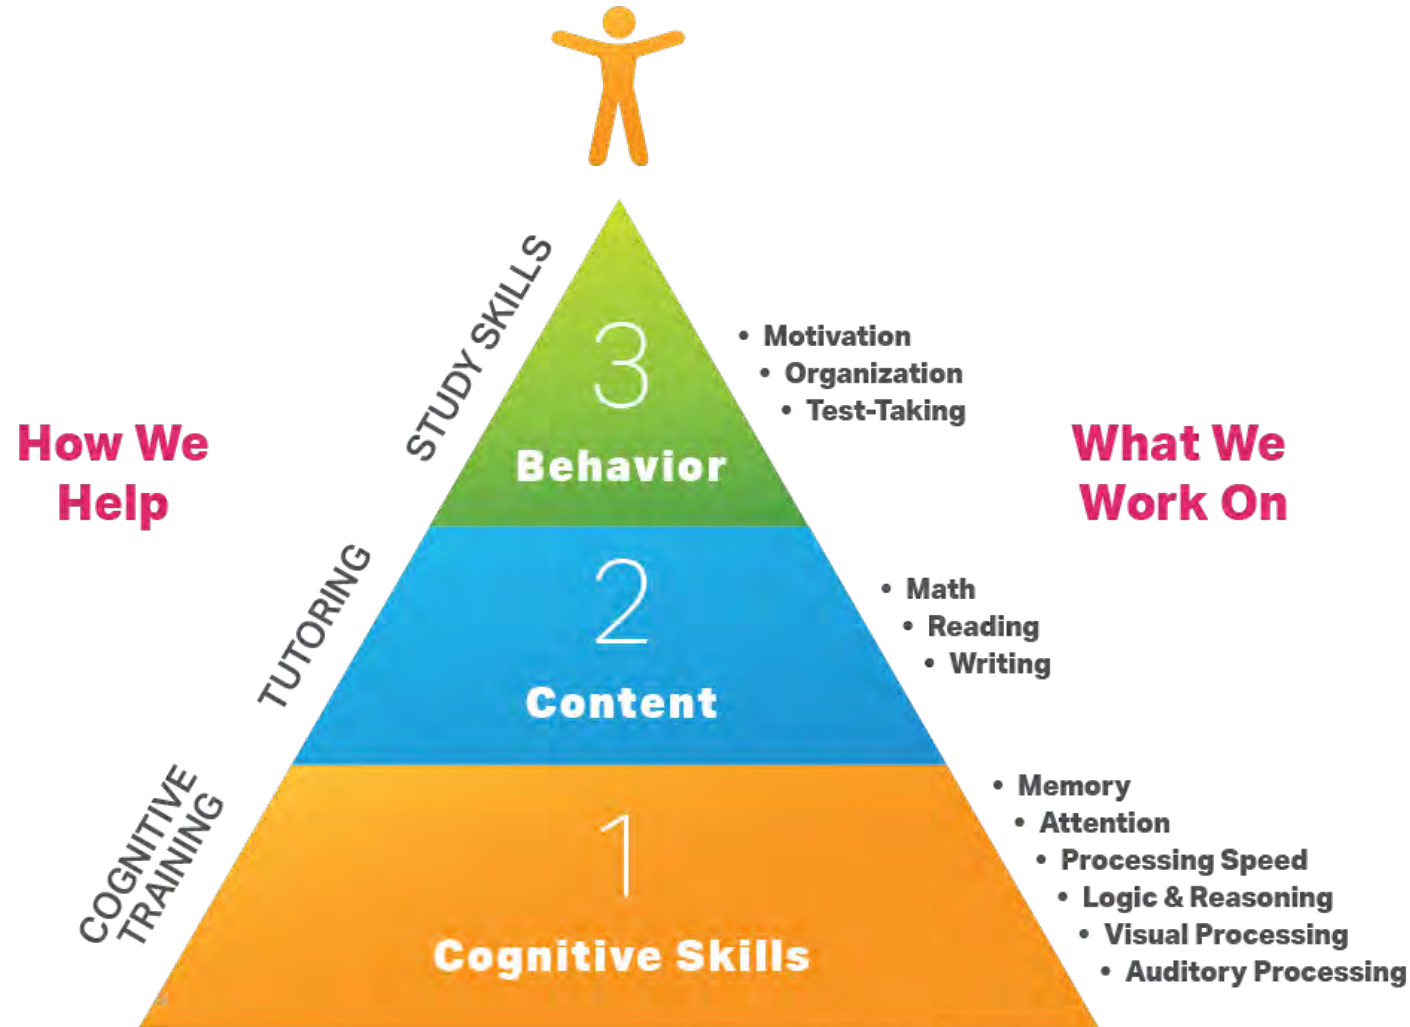 STUDY SKILLS
3
Behavior
• Motivation
• Organization
• Test-Taking
How We
Help
What We
Work On
TUTORING
2
Content
• Math
• Reading
• Writing
COGNITIVE
TRAINING
1
Cognitive Skills
• Memory
• Attention
• Processing Speed
• Logic & Reasoning
• Visual Processing
• Auditory Processing